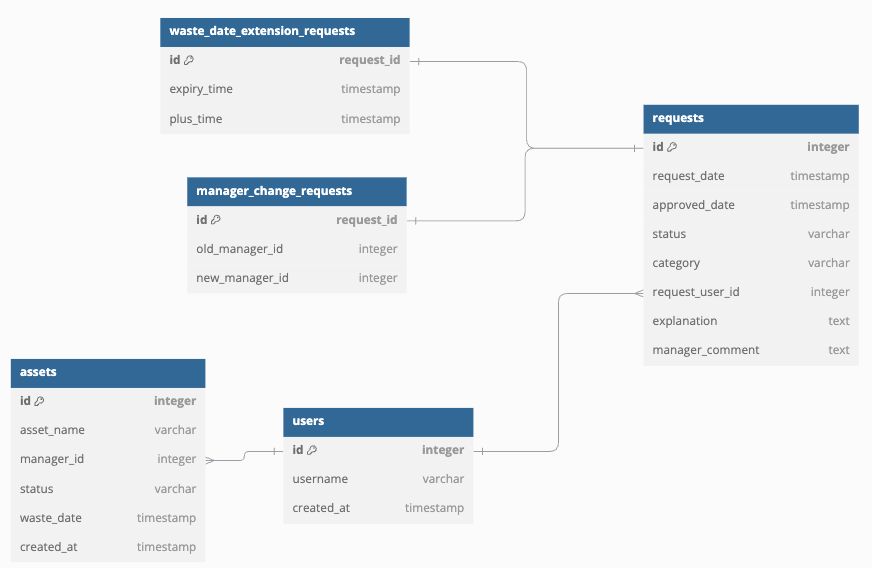 waste_date_extension_requests
id request_id
expiry_time timestamp
plus_time timestamp
manager_change_requests
id request_id
old_manager_id integer
new_manager_id integer
requests
id integer
request_date timestamp
approved_date timestamp
status varchar
category varchar
request_user_id integer
explanation text
manager_comment text
assets
id integer
asset_name varchar
manager_id integer
status varchar
waste_date timestamp
created_at timestamp
users
id integer
username varchar
created_at timestamp